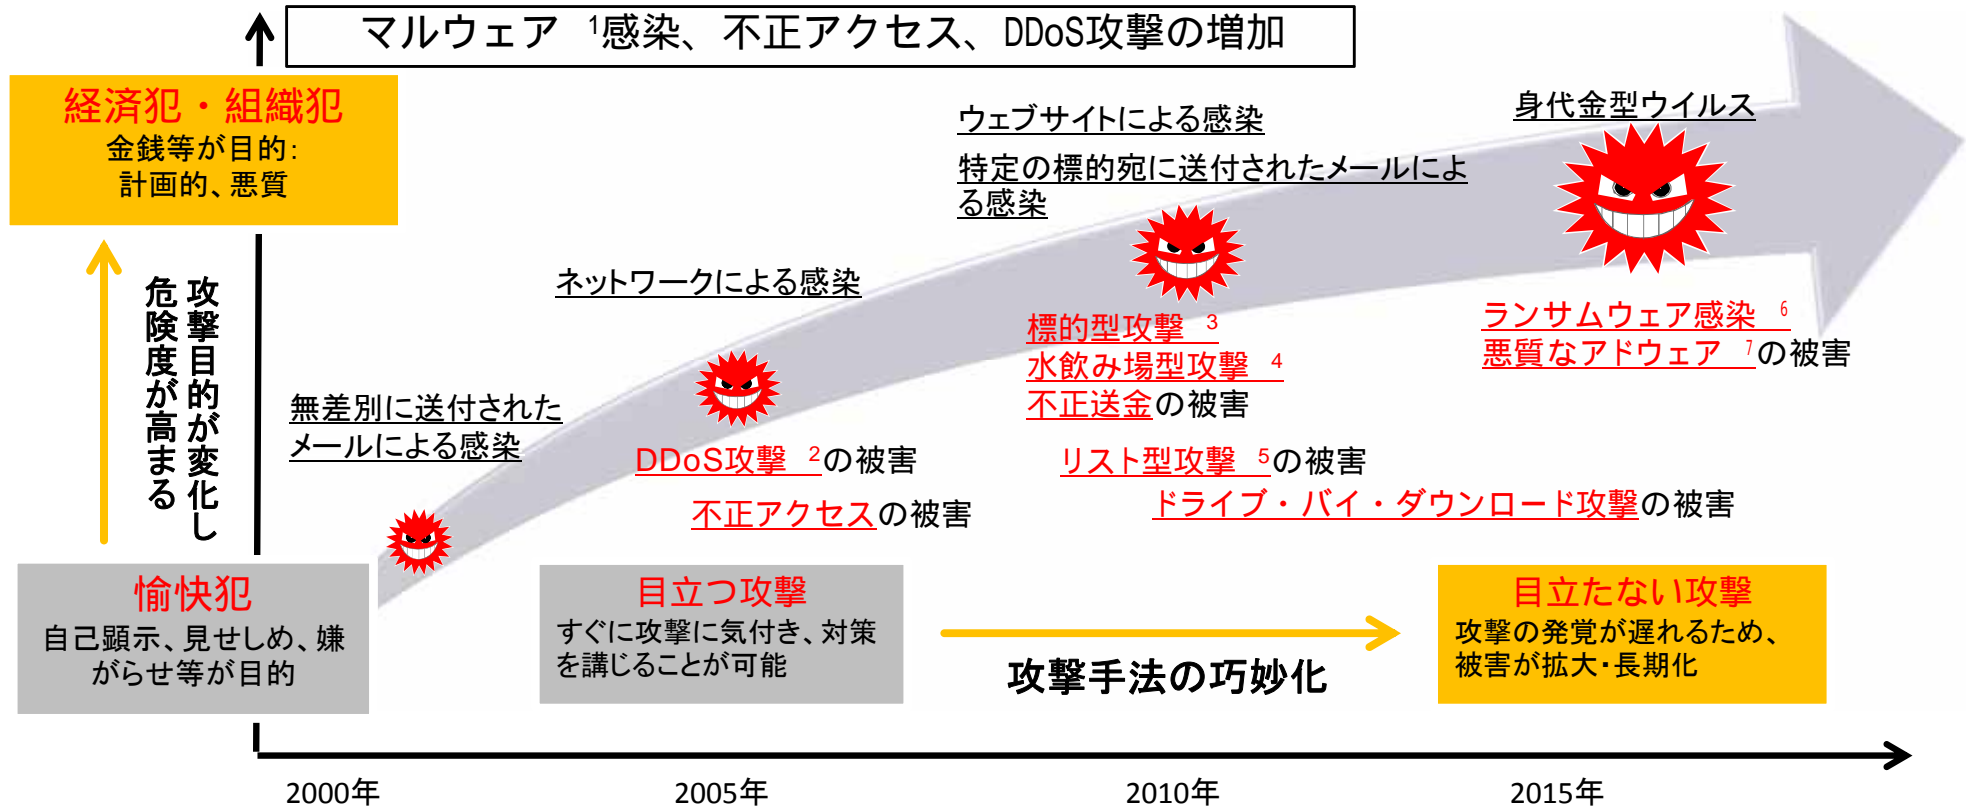 マルウェア 1感染、不正アクセス、DDoS攻撃の増加
経済犯・組織犯
金銭等が目的:
計画的、悪質
攻撃目的が変化し
危険度が高まる
愉快犯
自己顕示、見せしめ、嫌
がらせ等が目的
無差別に送付された
メールによる感染
ネットワークによる感染
DDoS攻撃 2の被害
不正アクセスの被害
ウェブサイトによる感染
特定の標的宛に送付されたメールによ
る感染
標的型攻撃 3
水飲み場型攻撃 4
不正送金の被害
リスト型攻撃 5の被害
ドライブ・バイ・ダウンロード攻撃の被害
身代金型ウイルス
ランサムウェア感染 6
悪質なアドウェア 7の被害
目立つ攻撃
すぐに攻撃に気付き、対策
を講じることが可能
攻撃手法の巧妙化
目立たない攻撃
攻撃の発覚が遅れるため、
被害が拡大・長期化
2000年
2005年
2010年
2015年